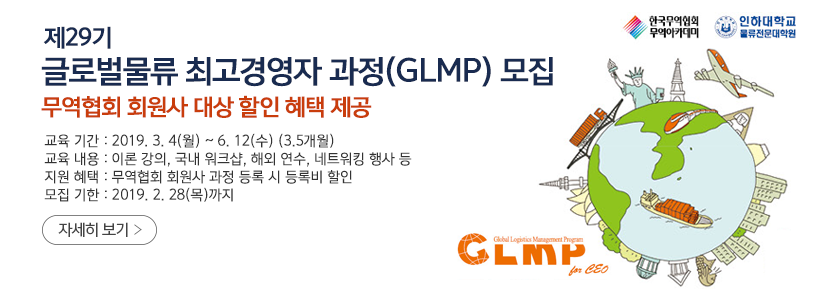 제29기
글로벌물류 최고경영자 과정(GLMP) 모집
무역협회 회원사 대상 할인 혜택 제공
교육 기간 : 2019. 3. 4(월) ~ 6. 12(수) (3.5개월)
교육 내용 : 이론 강의, 국내 워크샵, 해외 연수, 네트워킹 행사 등
지원 혜택 : 무역협회 회원사 과정 등록 시 등록비 할인
모집 기한 : 2019. 2. 28(목)까지
자세히 보기 >
한국무역협회
무역아카데미
인하대학교
물류전문대학원
Global Logistics Management Program
GLMP
for CEO